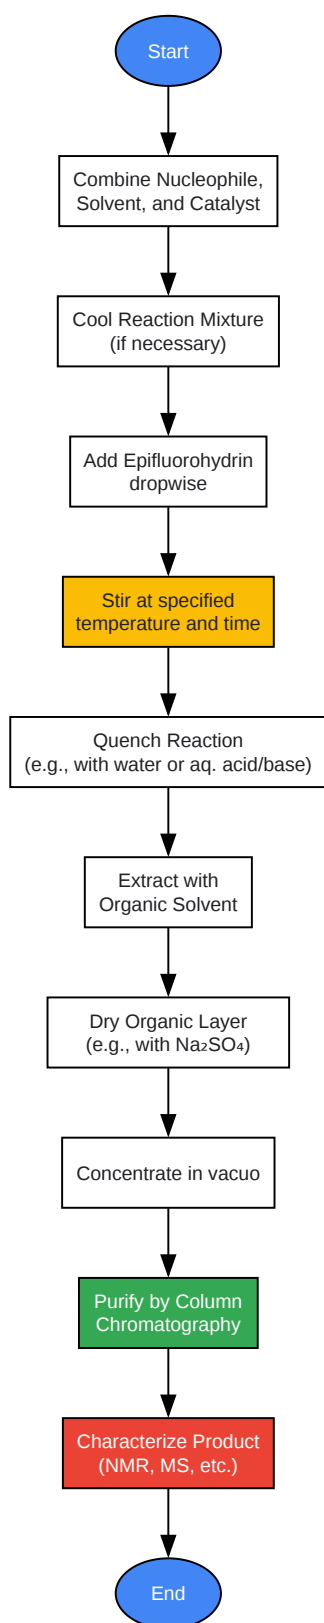 Start
Combine Nucleophile,
Solvent, and Catalyst
Cool Reaction Mixture
(if necessary)
Add Epifluorohydrin
dropwise
Stir at specified
temperature and time
Quench Reaction
(e.g., with water or aq. acid/base)
Extract with
Organic Solvent
Dry Organic Layer
(e.g., with Na₂SO₄)
Concentrate in vacuo
Purify by Column
Chromatography
Characterize Product
(NMR, MS, etc.)
End